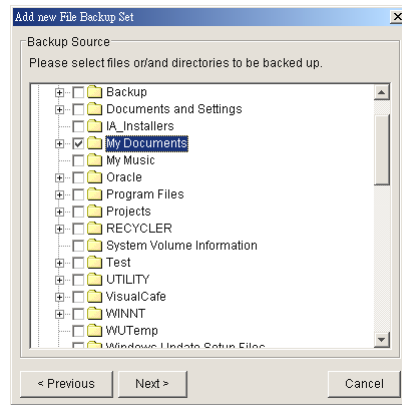 Add new File Backup Set
Backup Source
Please select files or/and directories to be backed up.
Backup
Documents and Settings
IA_Installers
My Documents
My Music
Oracle
Program Files
Projects
RECYCLER
System Volume Information
Test
UTILITY
VisualCafe
WINNT
WUTemp
Windows Update Setup Files
< Previous
Next >
Cancel